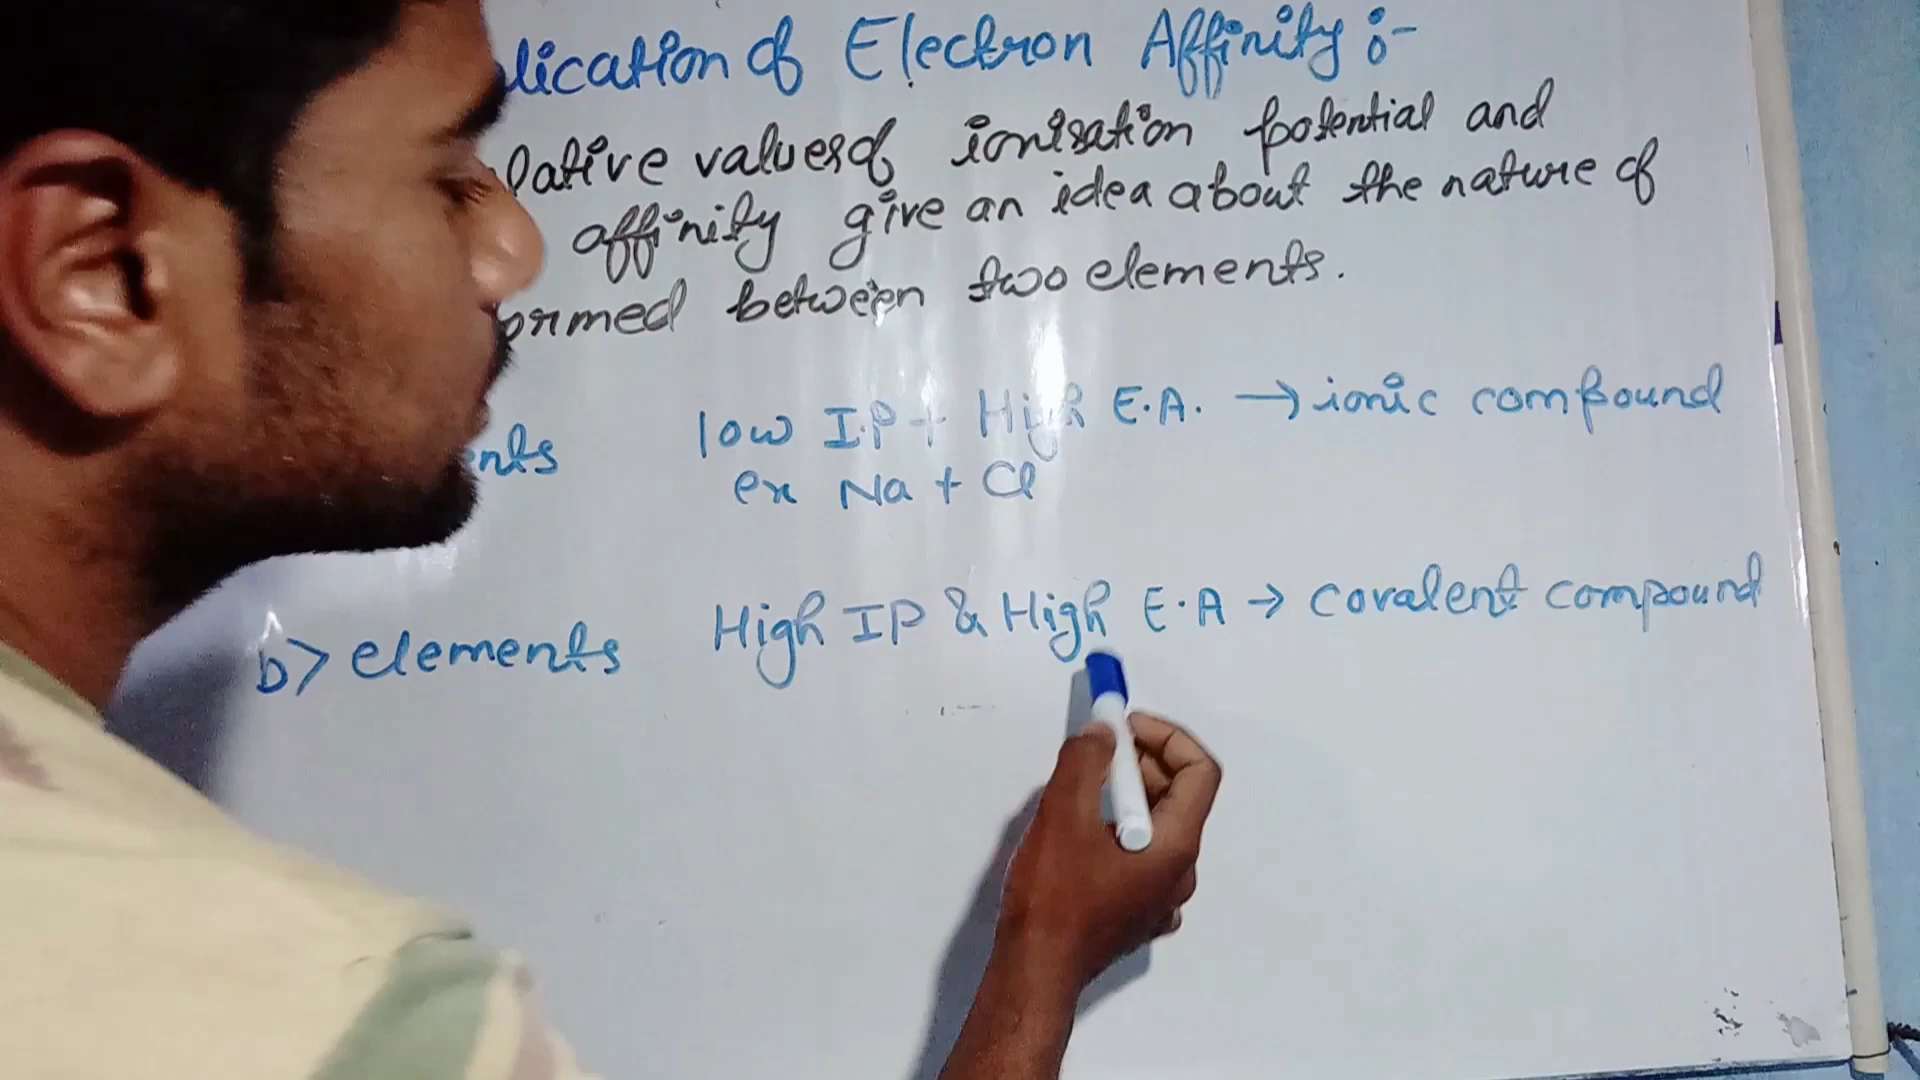 lication of Electron Affinity :-
lative values of ionisation potential and
affinity give an idea about the nature of
ormed between two elements.
nts low I.P + High E.A. → ionic compound
ex Na + Cl
b> elements High IP & High E.A → covalent compound